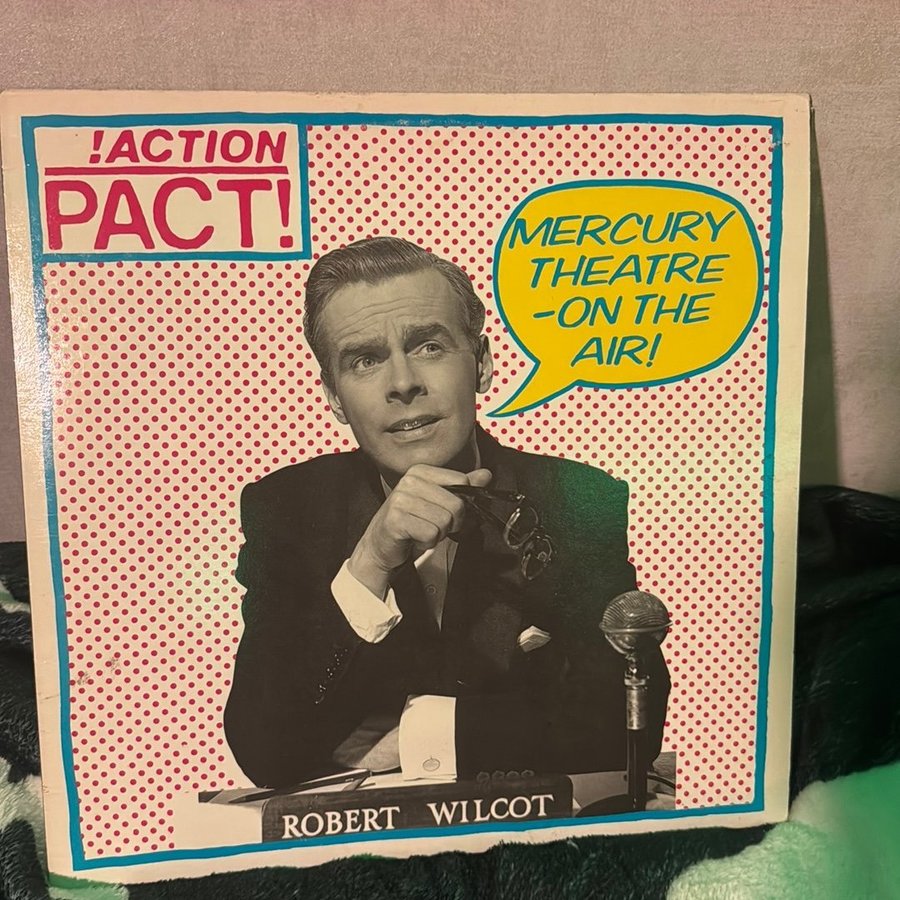 !ACTION
PACT!
MERCURY
THEATRE
-ON THE
AIR!
ROBERT WILCOT